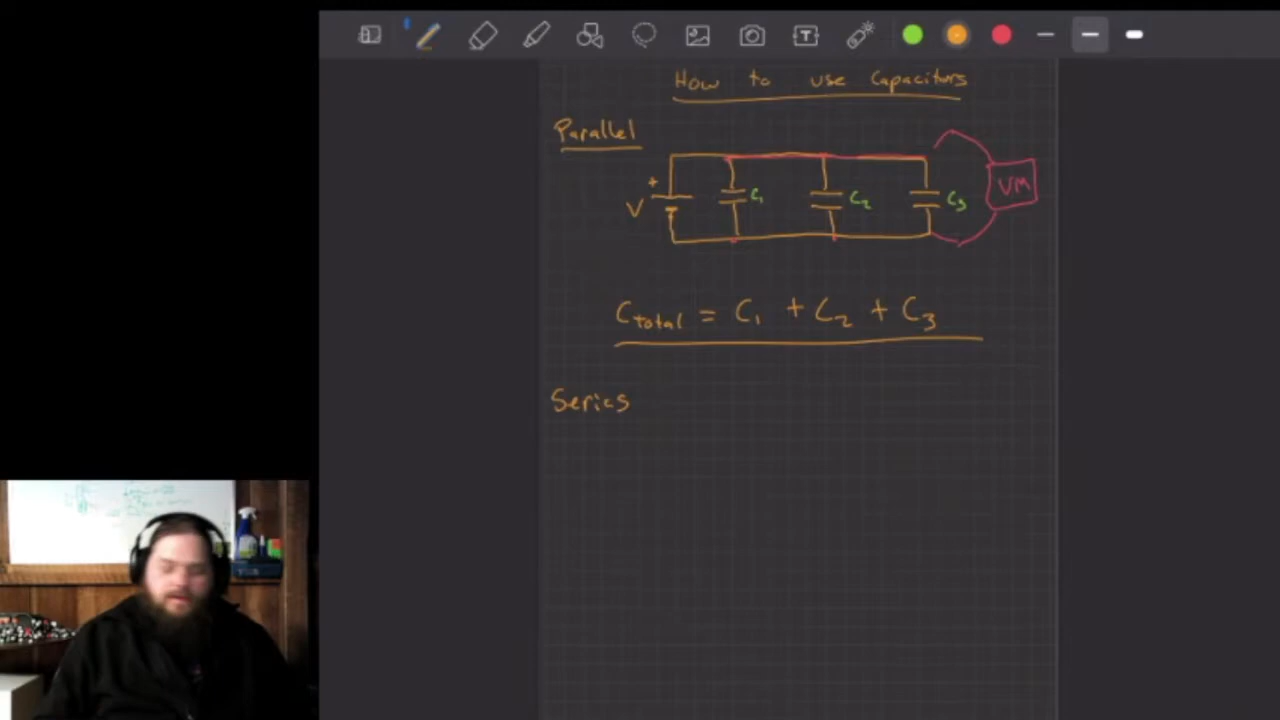 How to use Capacitors
Parallel
+
V
C1
C2
C3
VM
Ctotal = C1 + C2 + C3
Series